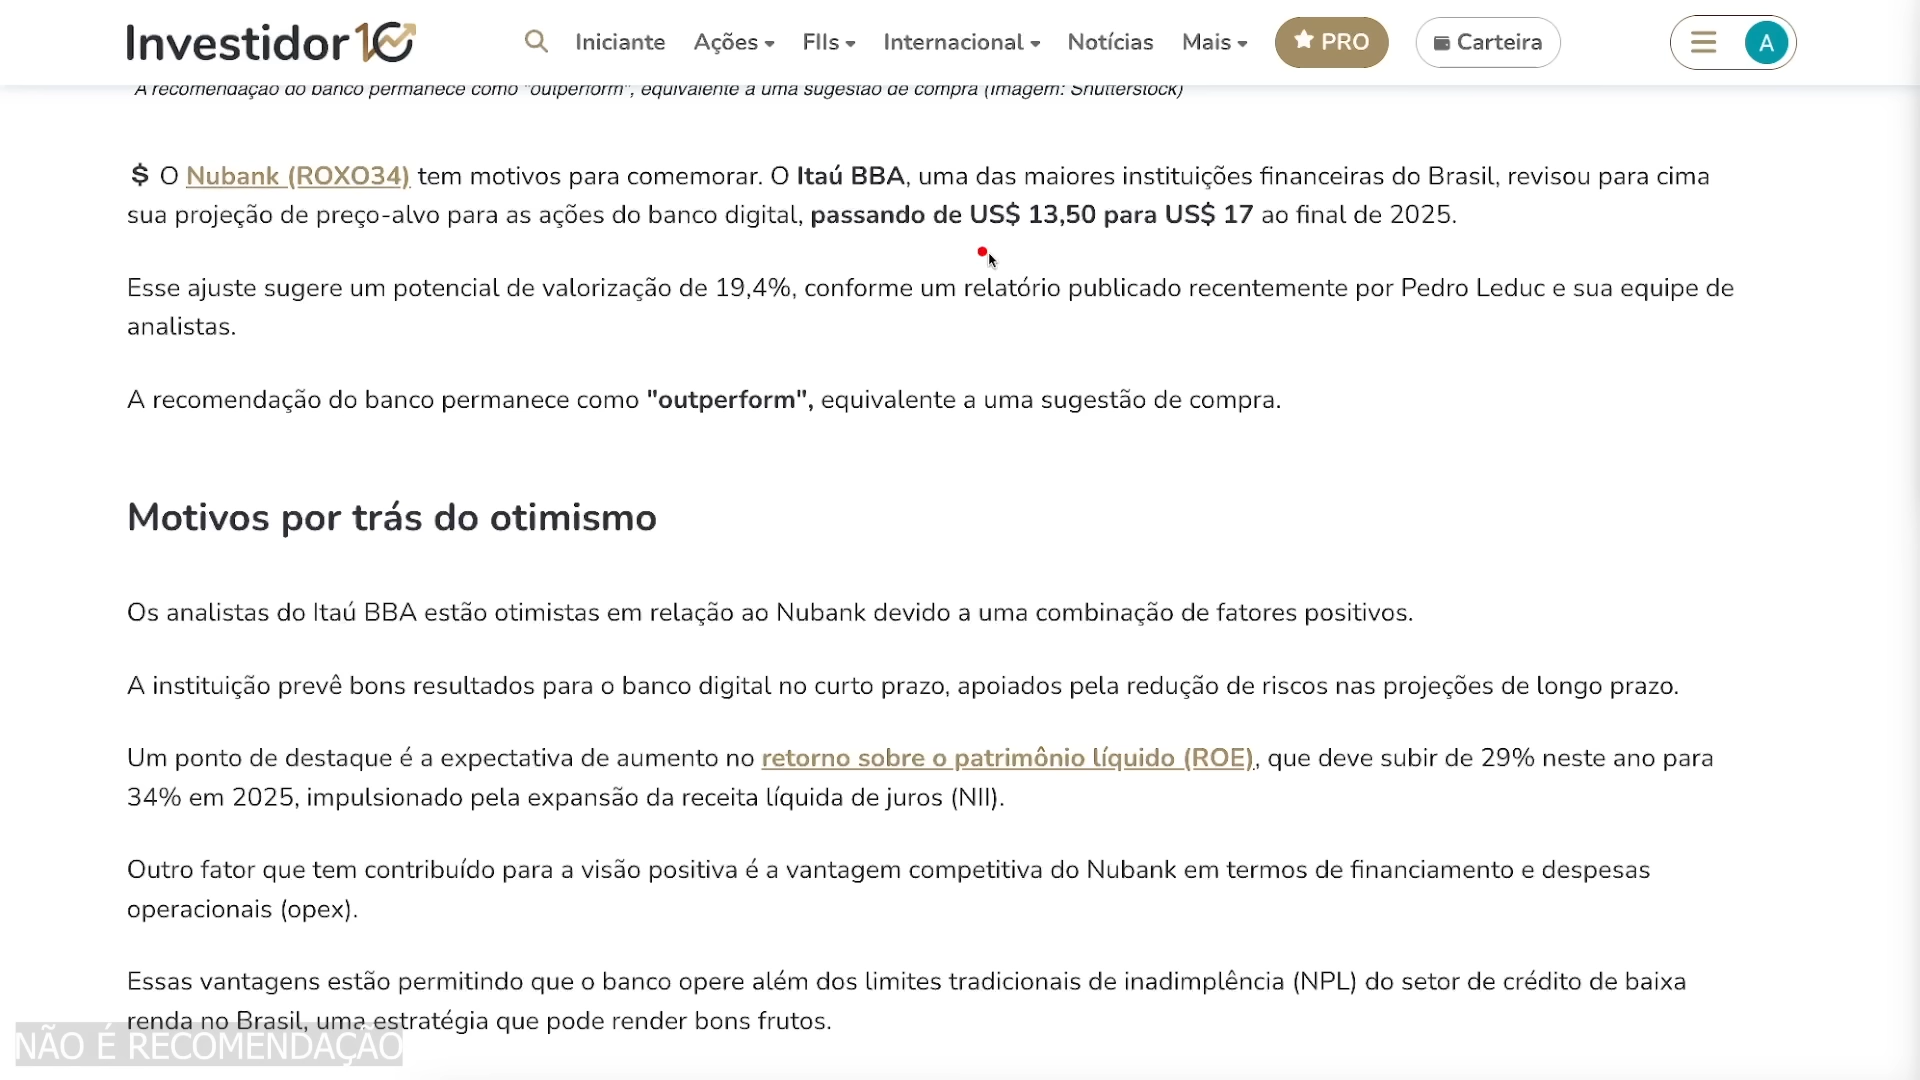 Investidor10
Iniciante Ações FIIs Internacional Notícias Mais PRO Carteira A
A recomendação do banco permanece como "outperform", equivalente a uma sugestão de compra (Imagem: Shutterstock)
$ O Nubank (ROXO34) tem motivos para comemorar. O Itaú BBA, uma das maiores instituições financeiras do Brasil, revisou para cima
sua projeção de preço-alvo para as ações do banco digital, passando de US$ 13,50 para US$ 17 ao final de 2025.
Esse ajuste sugere um potencial de valorização de 19,4%, conforme um relatório publicado recentemente por Pedro Leduc e sua equipe de
analistas.
A recomendação do banco permanece como "outperform", equivalente a uma sugestão de compra.
Motivos por trás do otimismo
Os analistas do Itaú BBA estão otimistas em relação ao Nubank devido a uma combinação de fatores positivos.
A instituição prevê bons resultados para o banco digital no curto prazo, apoiados pela redução de riscos nas projeções de longo prazo.
Um ponto de destaque é a expectativa de aumento no retorno sobre o patrimônio líquido (ROE), que deve subir de 29% neste ano para
34% em 2025, impulsionado pela expansão da receita líquida de juros (NII).
Outro fator que tem contribuído para a visão positiva é a vantagem competitiva do Nubank em termos de financiamento e despesas
operacionais (opex).
Essas vantagens estão permitindo que o banco opere além dos limites tradicionais de inadimplência (NPL) do setor de crédito de baixa
renda no Brasil, uma estratégia que pode render bons frutos.
NÃO É RECOMENDAÇÃO